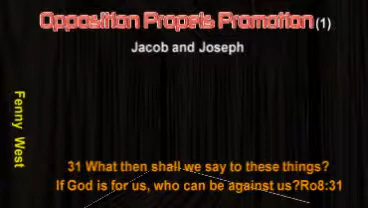 Opposition Propels Promotion (1)
Jacob and Joseph
Fenny West
31 What then shall we say to these things?
If God is for us, who can be against us?Ro8:31